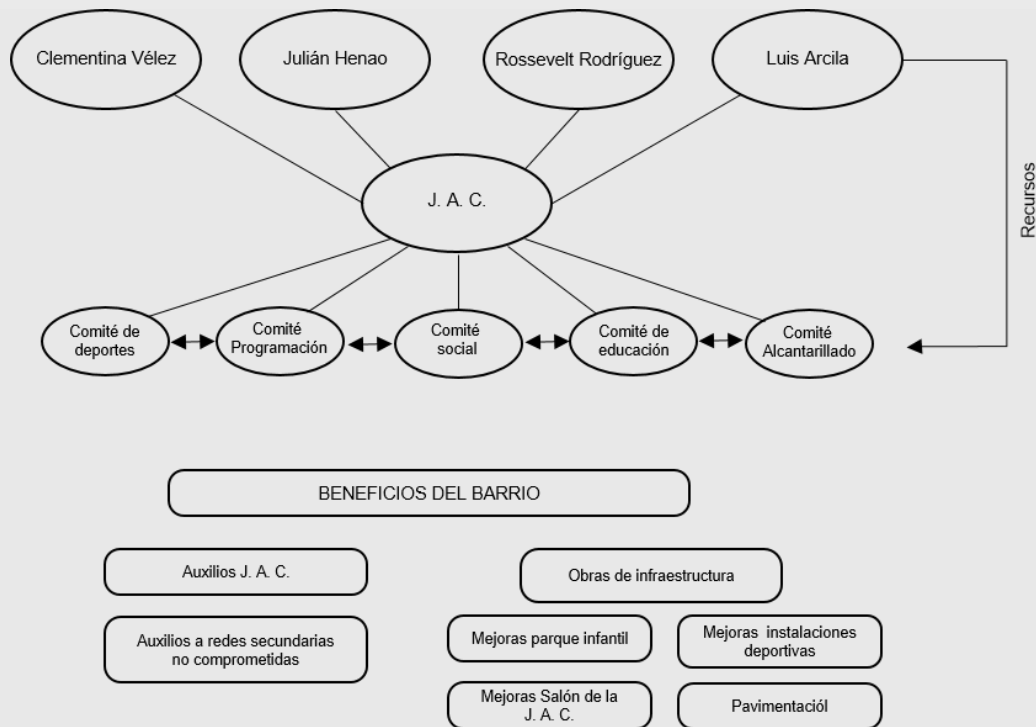 Clementina Vélez
Julián Henao
Rossevelt Rodríguez
Luis Arcila
Recursos
J. A. C.
Comité de
deportes
Comité
Programación
Comité
social
Comité de
educación
Comité
Alcantarillado
BENEFICIOS DEL BARRIO
Auxilios J. A. C.
Obras de infraestructura
Auxilios a redes secundarias
no comprometidas
Mejoras parque infantil
Mejoras instalaciones
deportivas
Mejoras Salón de la
J. A. C.
Pavimentaciól